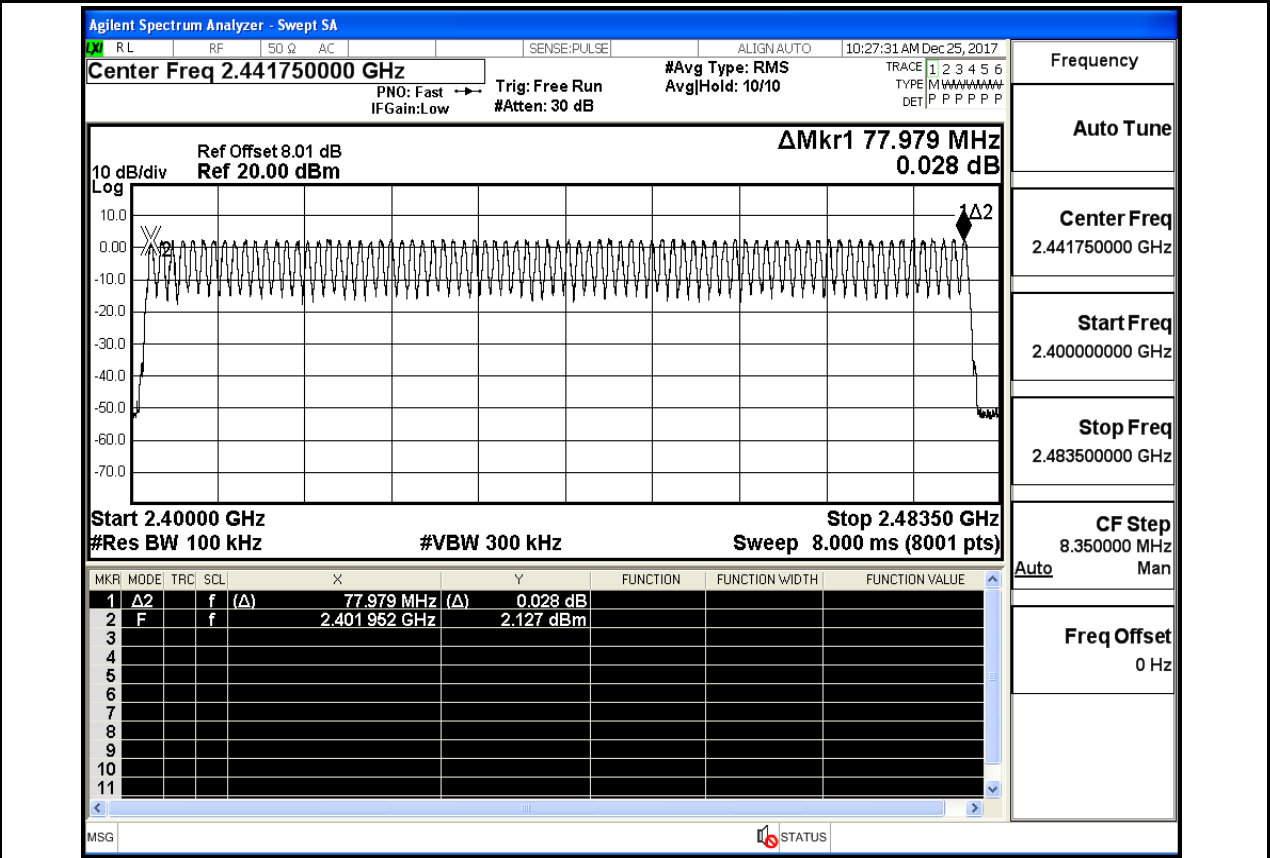 Agilent Spectrum Analyzer - Swept SA
LXI RL RF 50 Ω AC SENSE:PULSE ALIGN AUTO 10:27:31 AM Dec 25, 2017
Center Freq 2.441750000 GHz
PNO: Fast
IFGain:Low
Trig: Free Run
#Atten: 30 dB
#Avg Type: RMS
Avg|Hold: 10/10
TRACE 1 2 3 4 5 6
TYPE M WWWWW
DET P P P P P P
Frequency
Auto Tune
Center Freq
2.441750000 GHz
Start Freq
2.400000000 GHz
Stop Freq
2.483500000 GHz
CF Step
8.350000 MHz
Auto Man
Freq Offset
0 Hz
ΔMkr1 77.979 MHz
0.028 dB
Ref Offset 8.01 dB
10 dB/div Ref 20.00 dBm
Log
10.0
0.00
-10.0
-20.0
-30.0
-40.0
-50.0
-60.0
-70.0
2
1Δ2
Start 2.40000 GHz Stop 2.48350 GHz
#Res BW 100 kHz #VBW 300 kHz Sweep 8.000 ms (8001 pts)
MKR MODE TRC SCL X Y FUNCTION FUNCTION WIDTH FUNCTION VALUE
1 Δ2 f (Δ) 77.979 MHz (Δ) 0.028 dB
2 F f 2.401 952 GHz 2.127 dBm
3
4
5
6
7
8
9
10
11
MSG STATUS